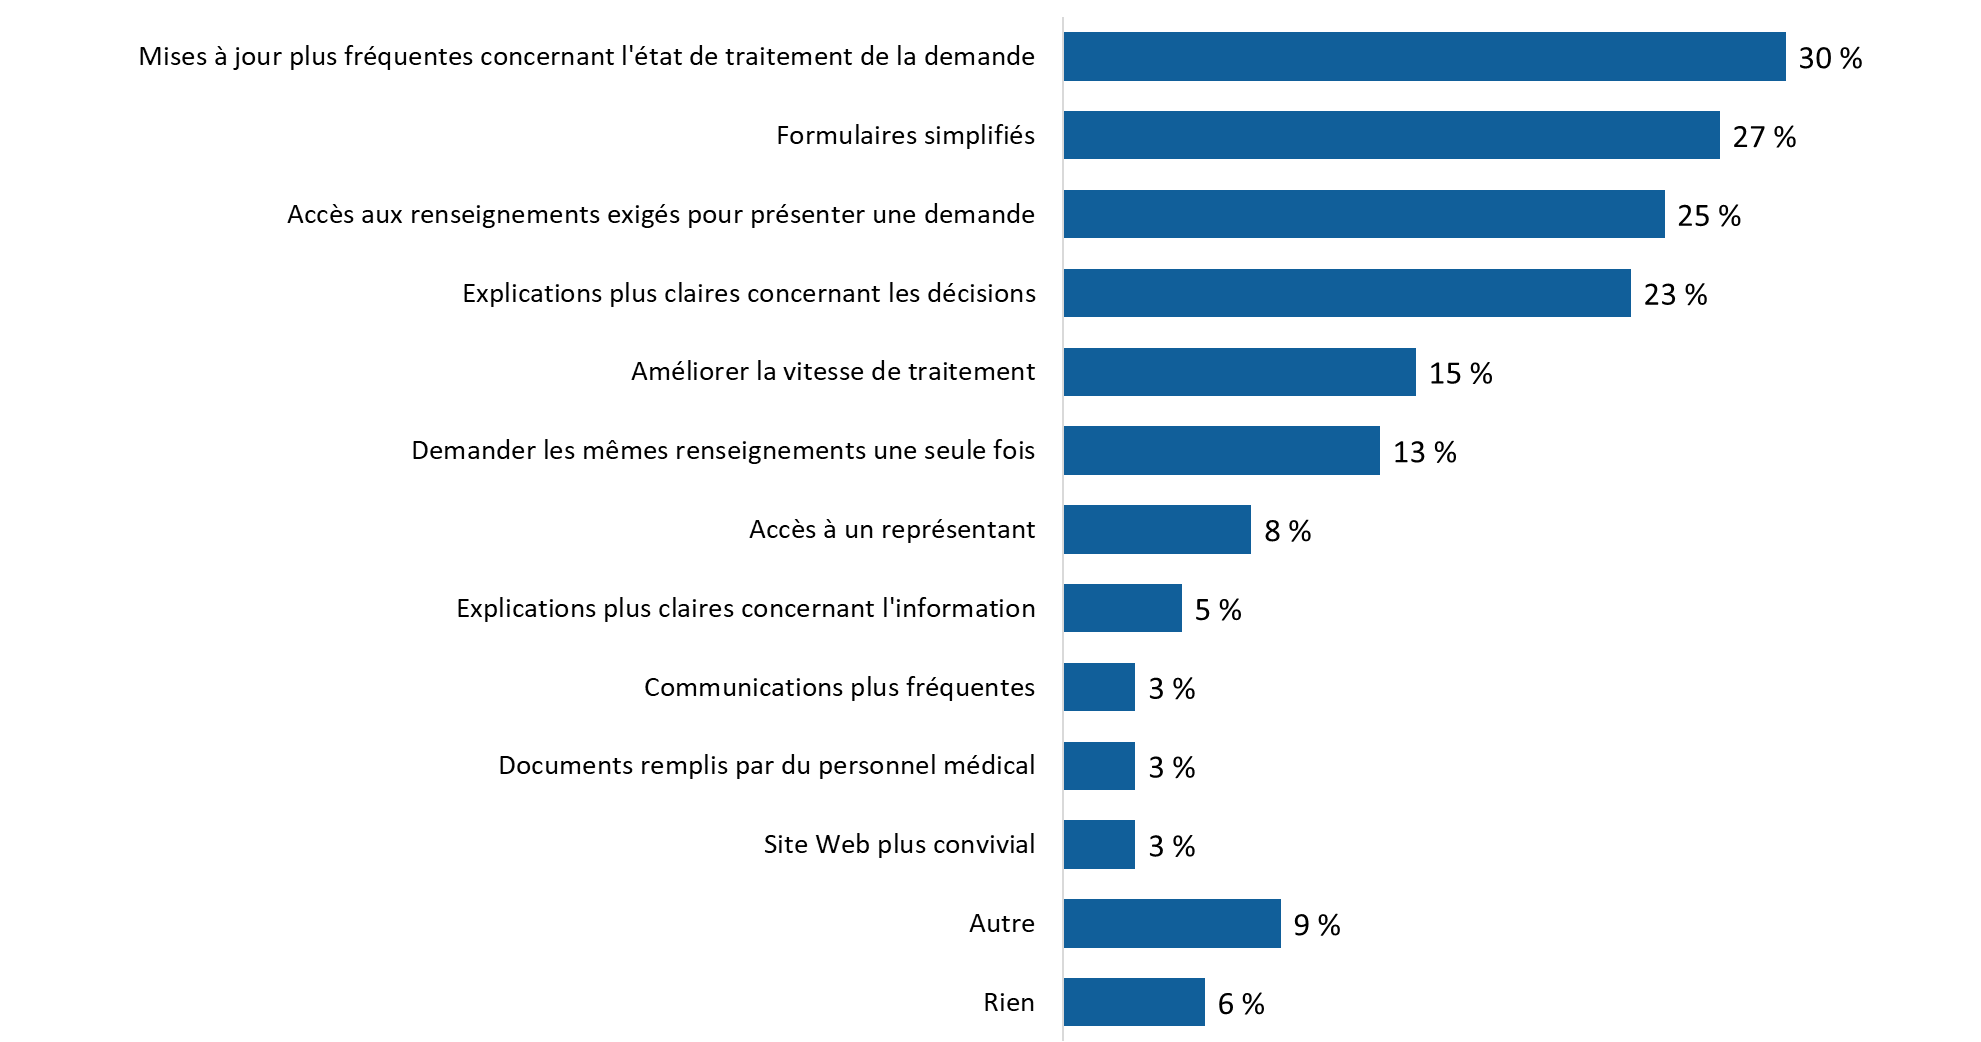 Mises à jour plus fréquentes concernant l'état de traitement de la demande 30 %
Formulaires simplifiés 27 %
Accès aux renseignements exigés pour présenter une demande 25 %
Explications plus claires concernant les décisions 23 %
Améliorer la vitesse de traitement 15 %
Demander les mêmes renseignements une seule fois 13 %
Accès à un représentant 8 %
Explications plus claires concernant l'information 5 %
Communications plus fréquentes 3 %
Documents remplis par du personnel médical 3 %
Site Web plus convivial 3 %
Autre 9 %
Rien 6 %